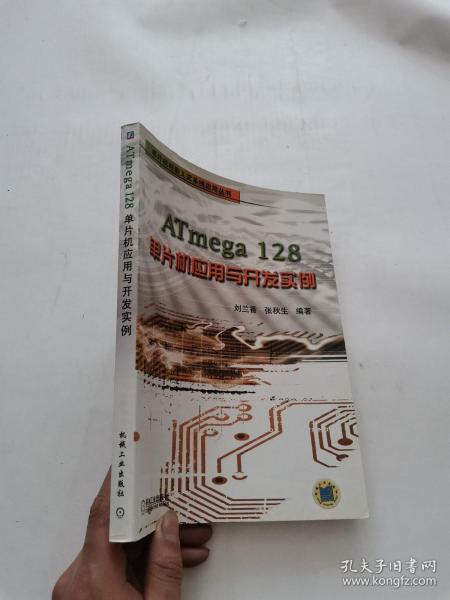 ATmega 128
单片机应用与开发实例
刘兰香 张秋生 编著
ATmega 128 单片机应用与开发实例
机械工业出版社
孔夫子旧书网
www.kongfz.com